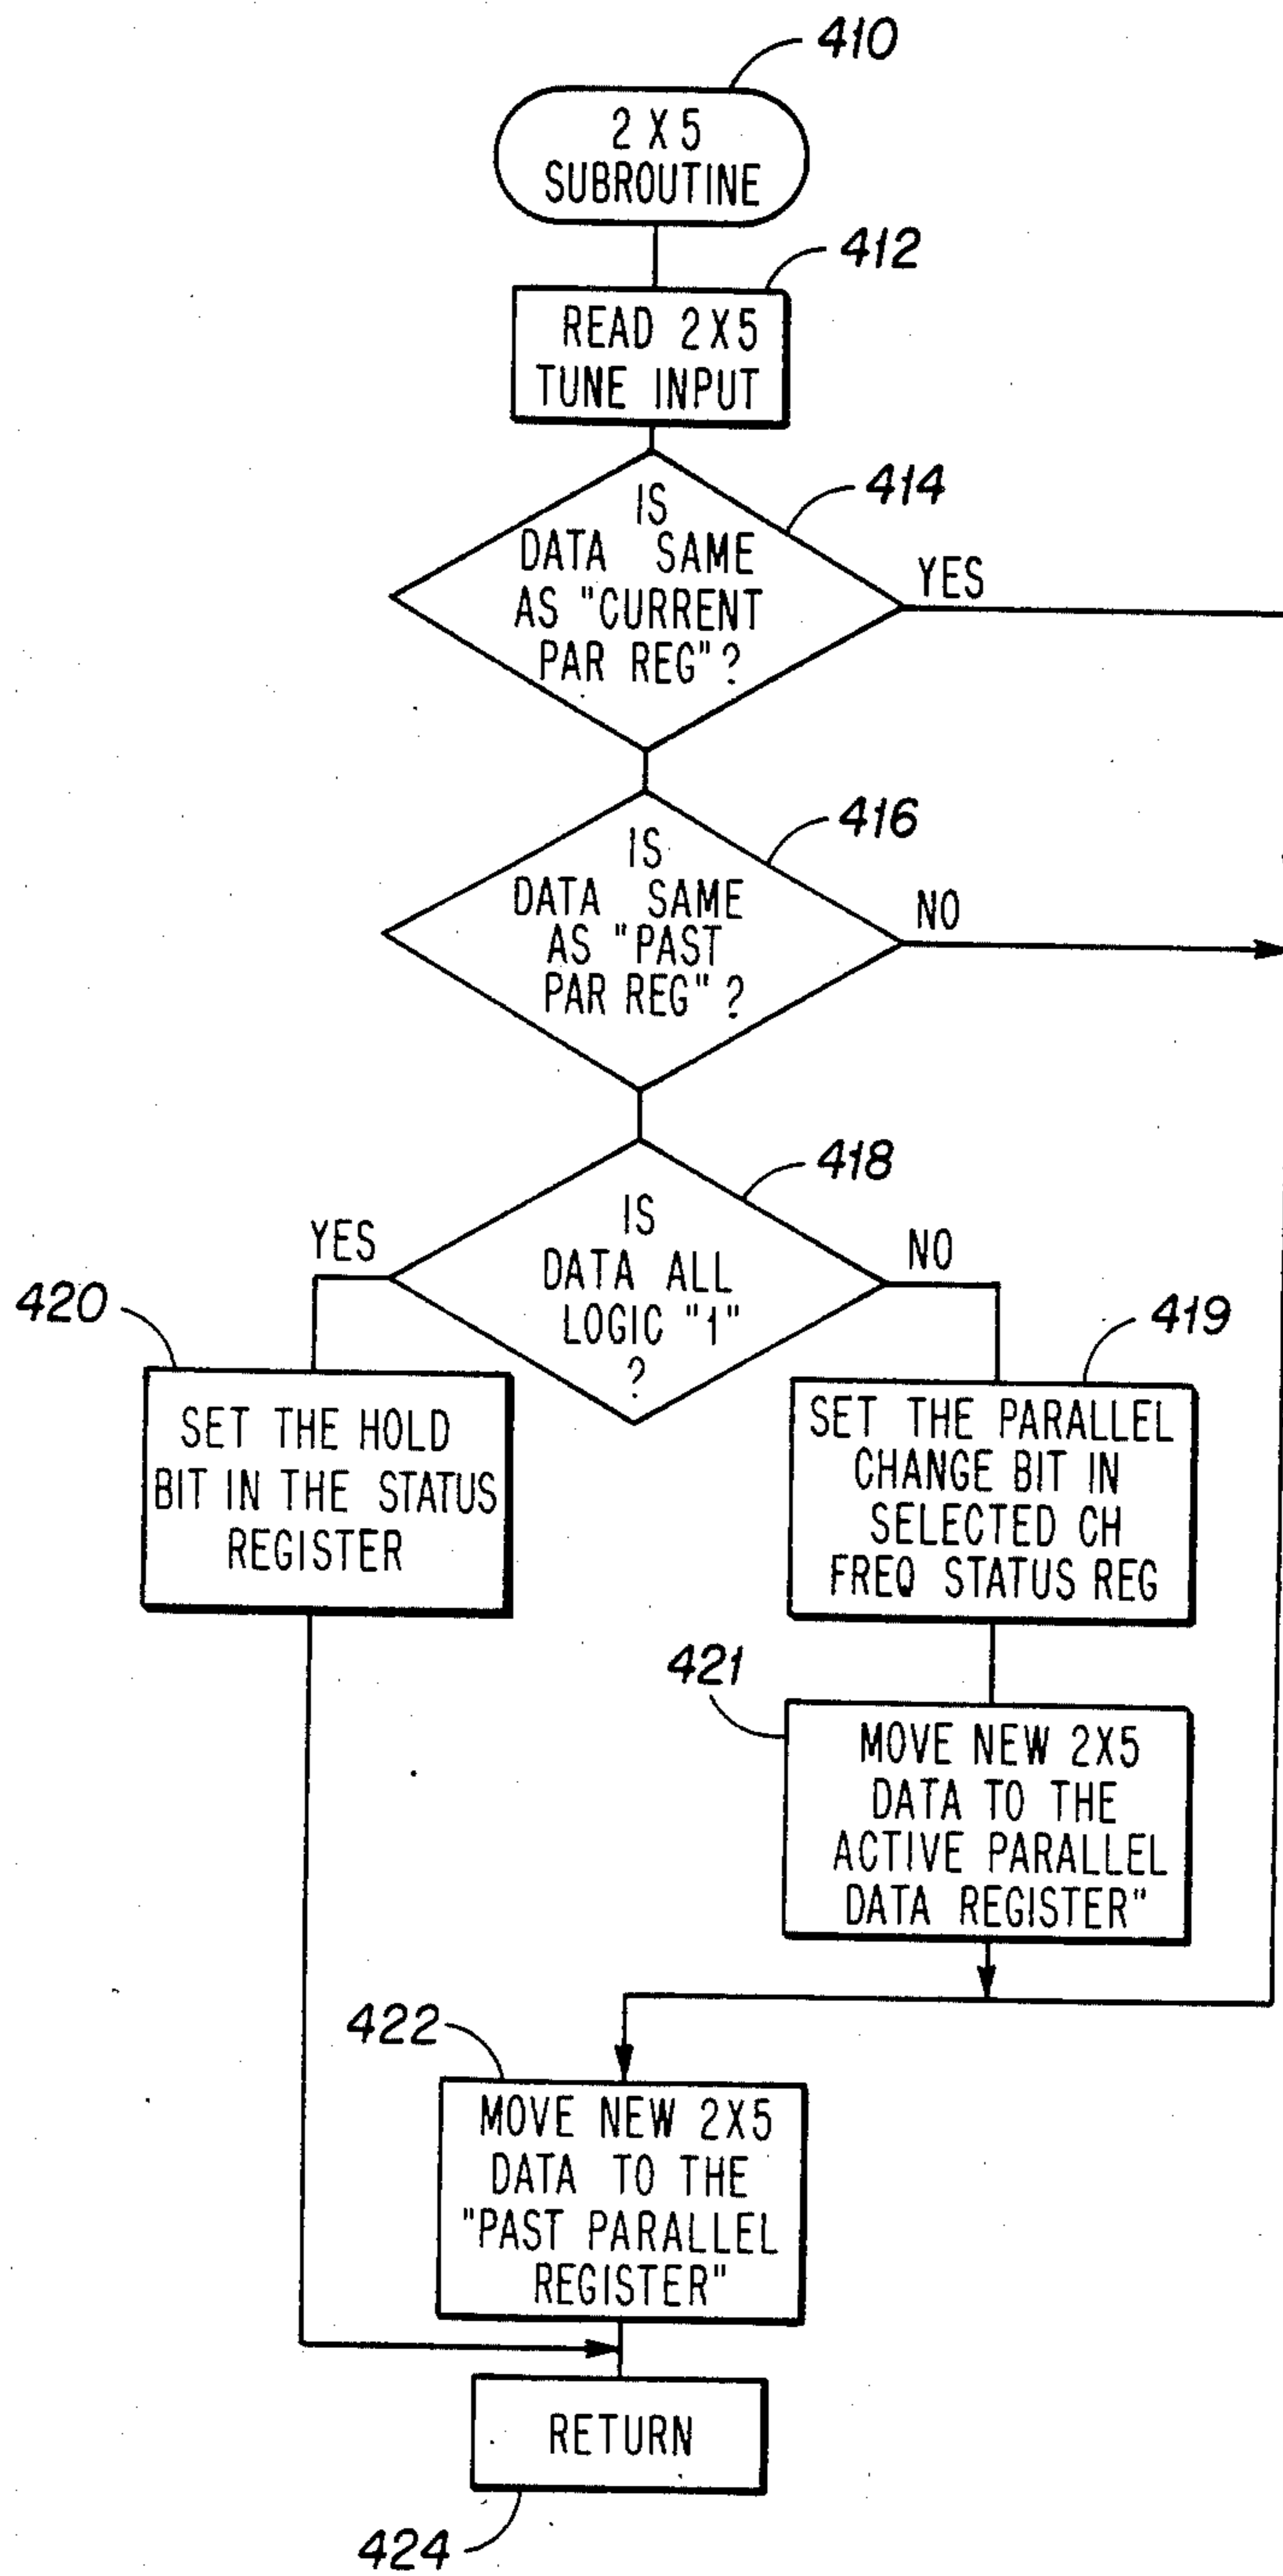 410
2 X 5
SUBROUTINE
412
READ 2X5
TUNE INPUT
414
IS
DATA SAME
AS "CURRENT
PAR REG"?
YES
416
IS
DATA SAME
AS "PAST
PAR REG"?
NO
418
IS
DATA ALL
LOGIC "1"
?
YES
NO
420
SET THE HOLD
BIT IN THE STATUS
REGISTER
419
SET THE PARALLEL
CHANGE BIT IN
SELECTED CH
FREQ STATUS REG
421
MOVE NEW 2X5
DATA TO THE
ACTIVE PARALLEL
DATA REGISTER"
422
MOVE NEW 2X5
DATA TO THE
"PAST PARALLEL
REGISTER"
RETURN
424